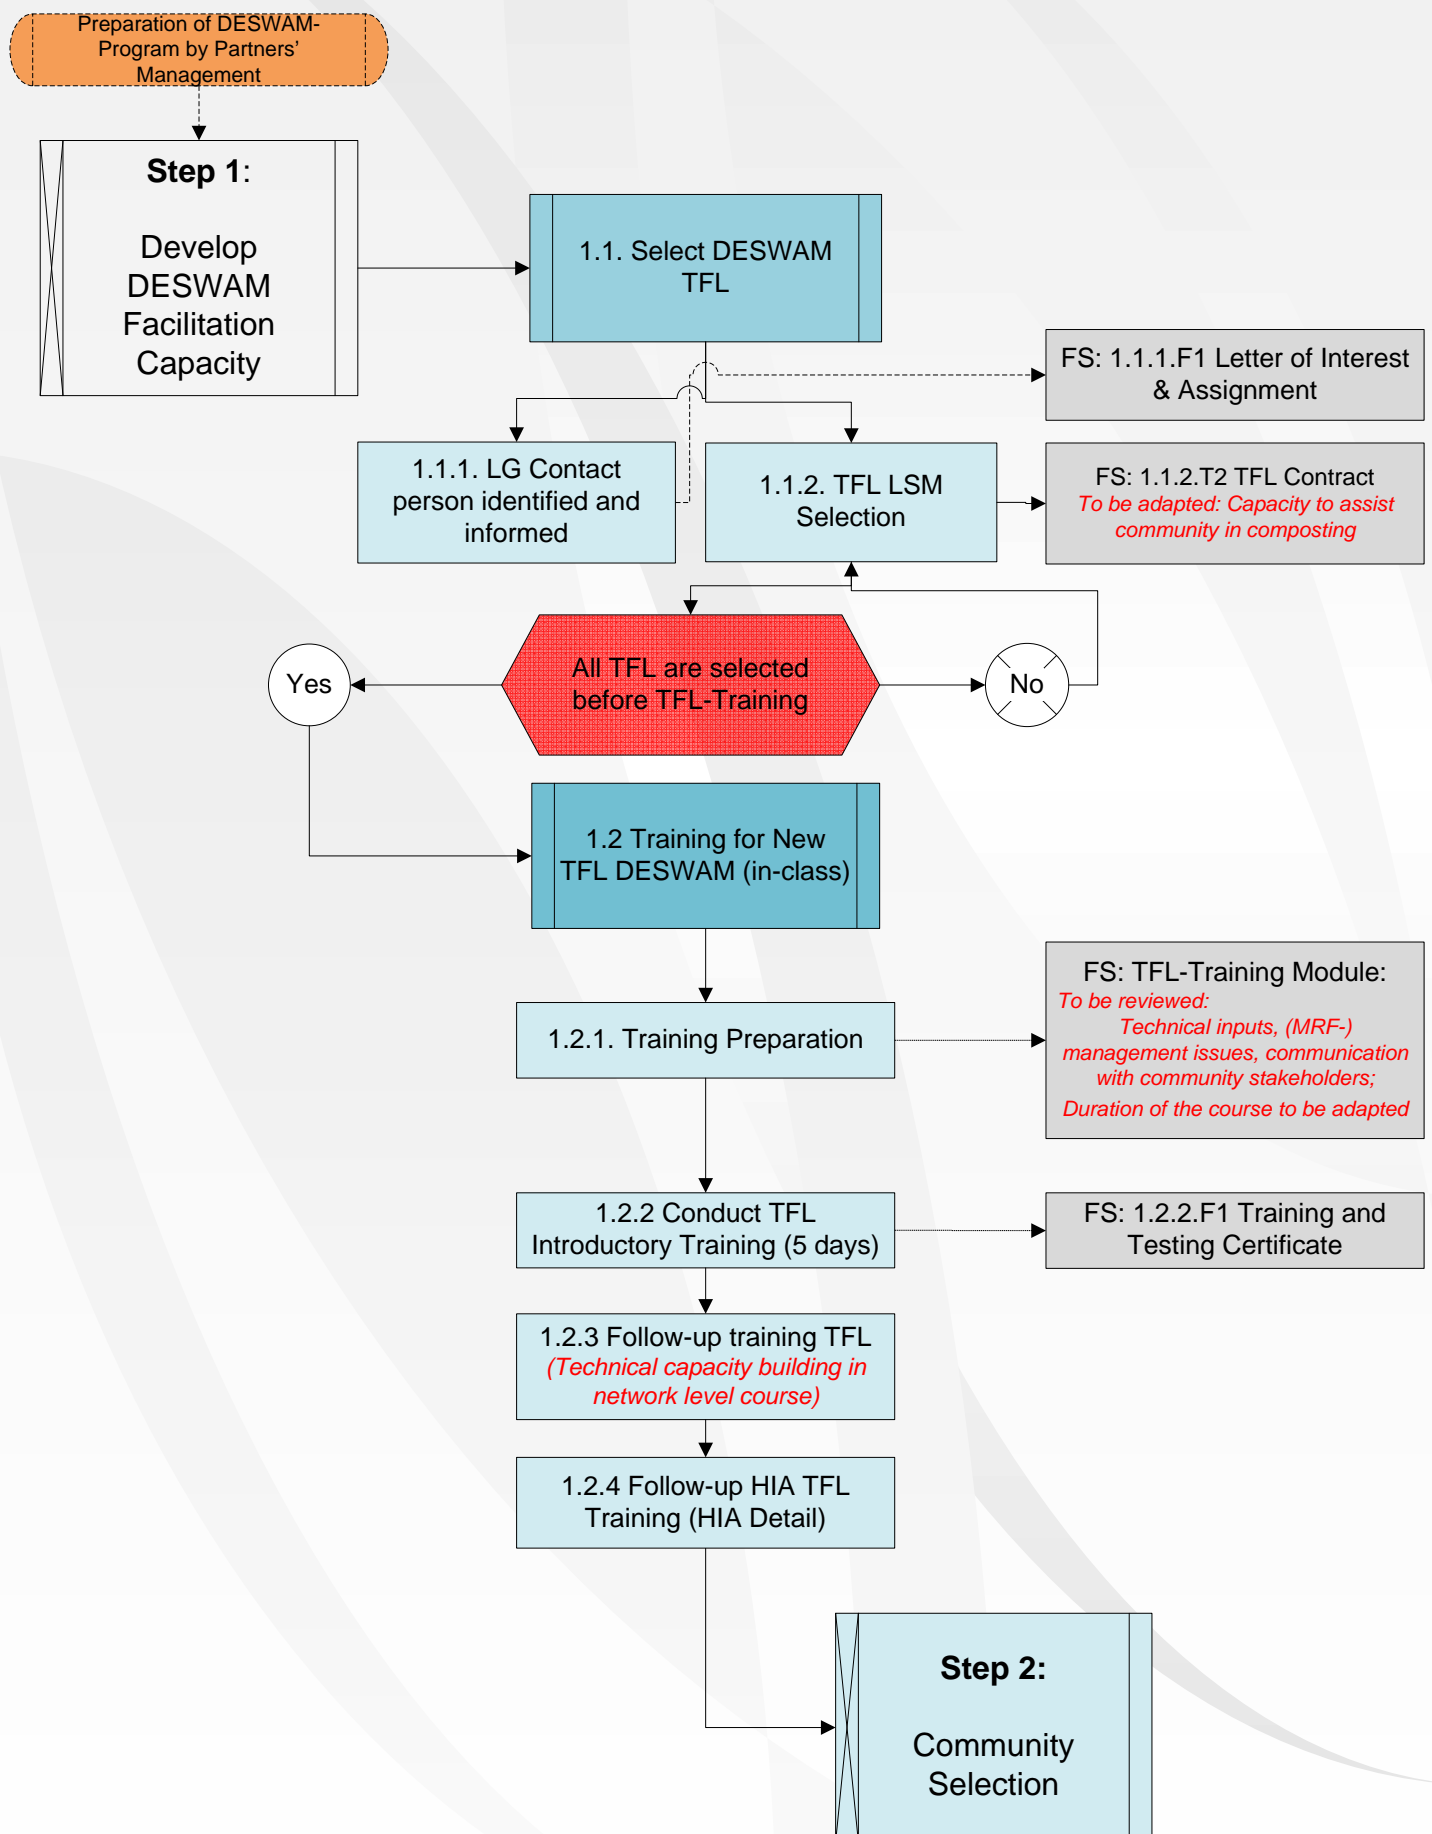 Preparation of DESWAM-
Program by Partners'
Management
Step 1:
Develop
DESWAM
Facilitation
Capacity
1.1. Select DESWAM
TFL
FS: 1.1.1.F1 Letter of Interest
& Assignment
1.1.1. LG Contact
person identified and
informed
1.1.2. TFL LSM
Selection
FS: 1.1.2.T2 TFL Contract
To be adapted: Capacity to assist
community in composting
All TFL are selected
before TFL-Training
Yes
No
1.2 Training for New
TFL DESWAM (in-class)
1.2.1. Training Preparation
FS: TFL-Training Module:
To be reviewed:
Technical inputs, (MRF-)
management issues, communication
with community stakeholders;
Duration of the course to be adapted
1.2.2 Conduct TFL
Introductory Training (5 days)
FS: 1.2.2.F1 Training and
Testing Certificate
1.2.3 Follow-up training TFL
(Technical capacity building in
network level course)
1.2.4 Follow-up HIA TFL
Training (HIA Detail)
Step 2:
Community
Selection